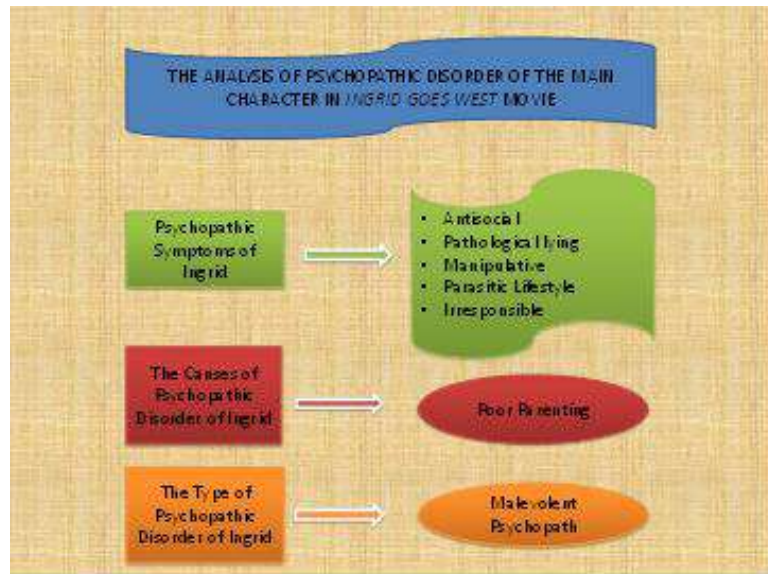 THE ANALYSIS OF PSYCHOPATHIC DISORDER OF THE MAIN
CHARACTER IN INGRID GOES WEST MOVIE
Psychopathic
Symptoms of
Ingrid
• Antisocial
• Pathological lying
• Manipulative
• Parasitic Lifestyle
• Irresponsible
The Causes of
Psychopathic
Disorder of Ingrid
Poor Parenting
The Type of
Psychopathic
Disorder of Ingrid
Malevolent
Psychopath